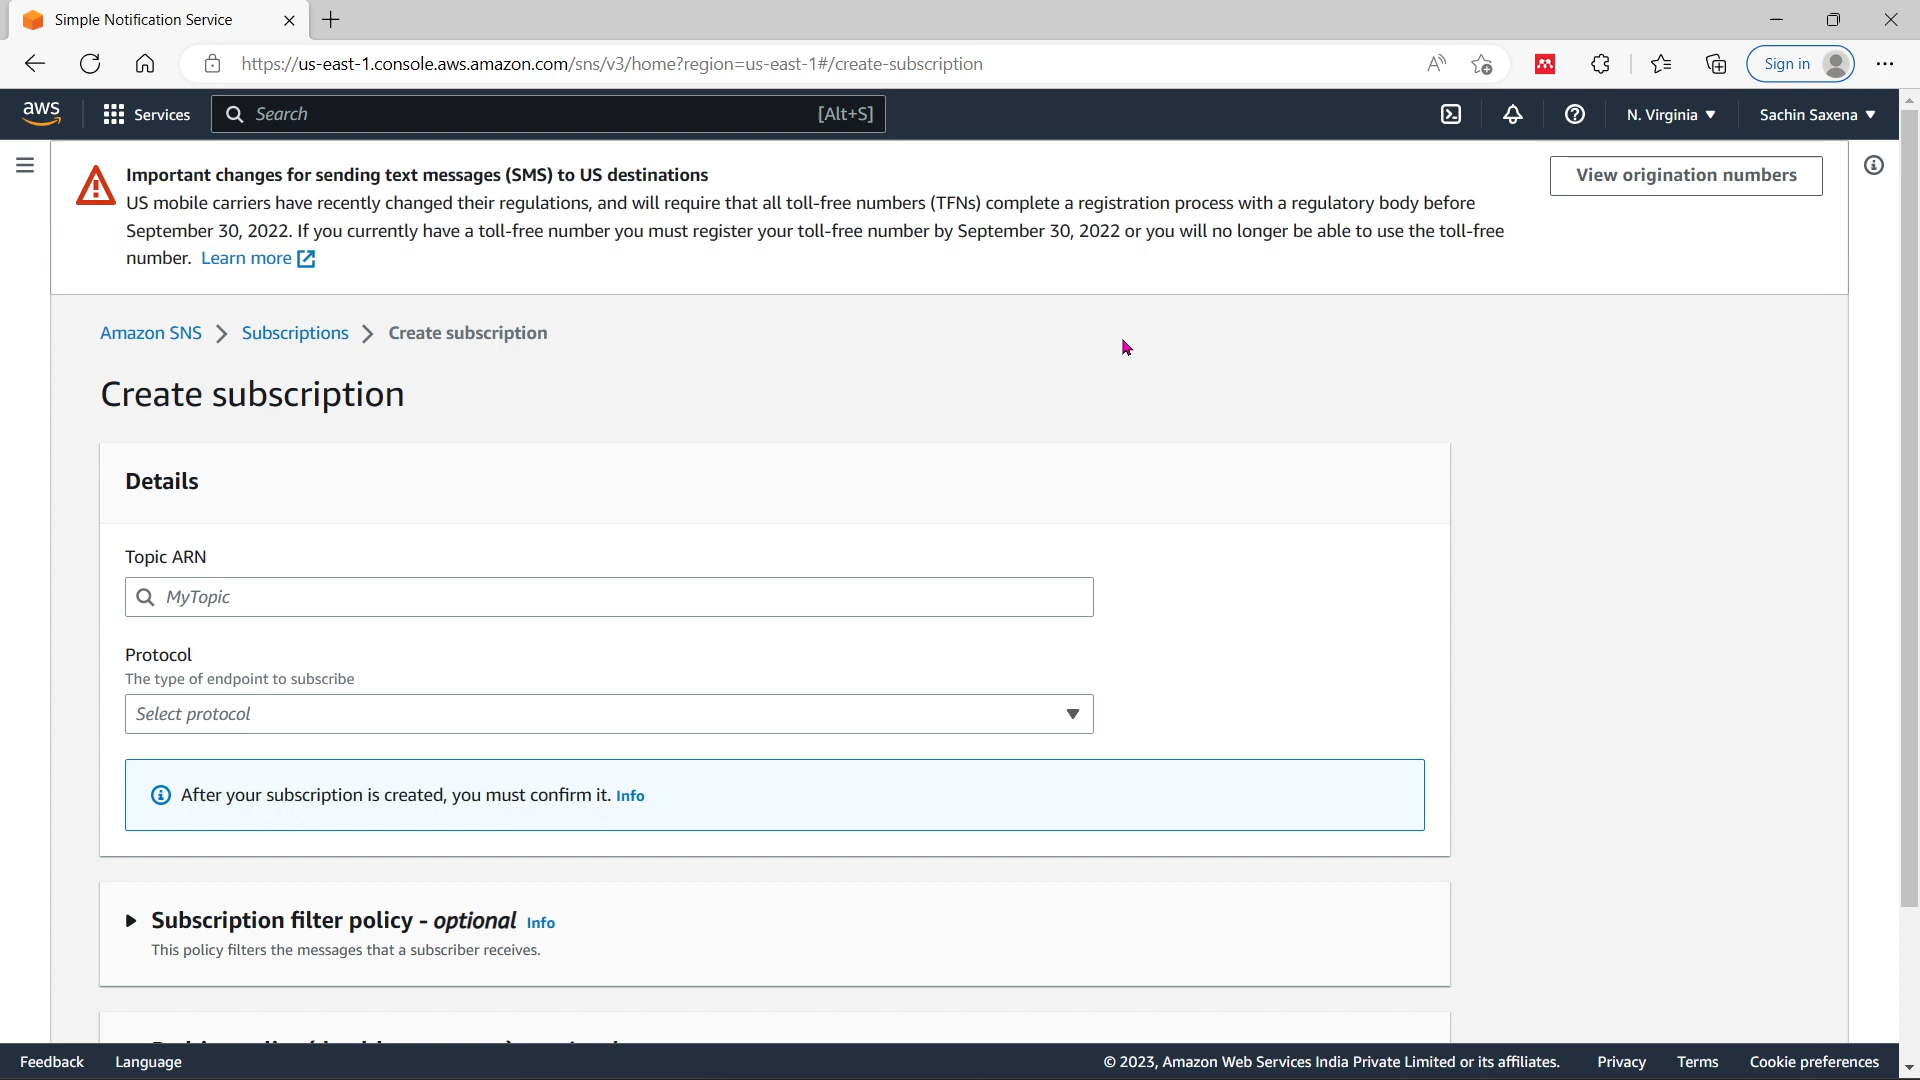 Simple Notification Service
https://us-east-1.console.aws.amazon.com/sns/v3/home?region=us-east-1#/create-subscription
Sign in
aws
Services
Search
[Alt+S]
N. Virginia
Sachin Saxena
Important changes for sending text messages (SMS) to US destinations
View origination numbers
US mobile carriers have recently changed their regulations, and will require that all toll-free numbers (TFNs) complete a registration process with a regulatory body before
September 30, 2022. If you currently have a toll-free number you must register your toll-free number by September 30, 2022 or you will no longer be able to use the toll-free
number. Learn more
Amazon SNS > Subscriptions > Create subscription
Create subscription
Details
Topic ARN
MyTopic
Protocol
The type of endpoint to subscribe
Select protocol
After your subscription is created, you must confirm it. Info
Subscription filter policy - optional Info
This policy filters the messages that a subscriber receives.
Feedback
Language
© 2023, Amazon Web Services India Private Limited or its affiliates.
Privacy
Terms
Cookie preferences